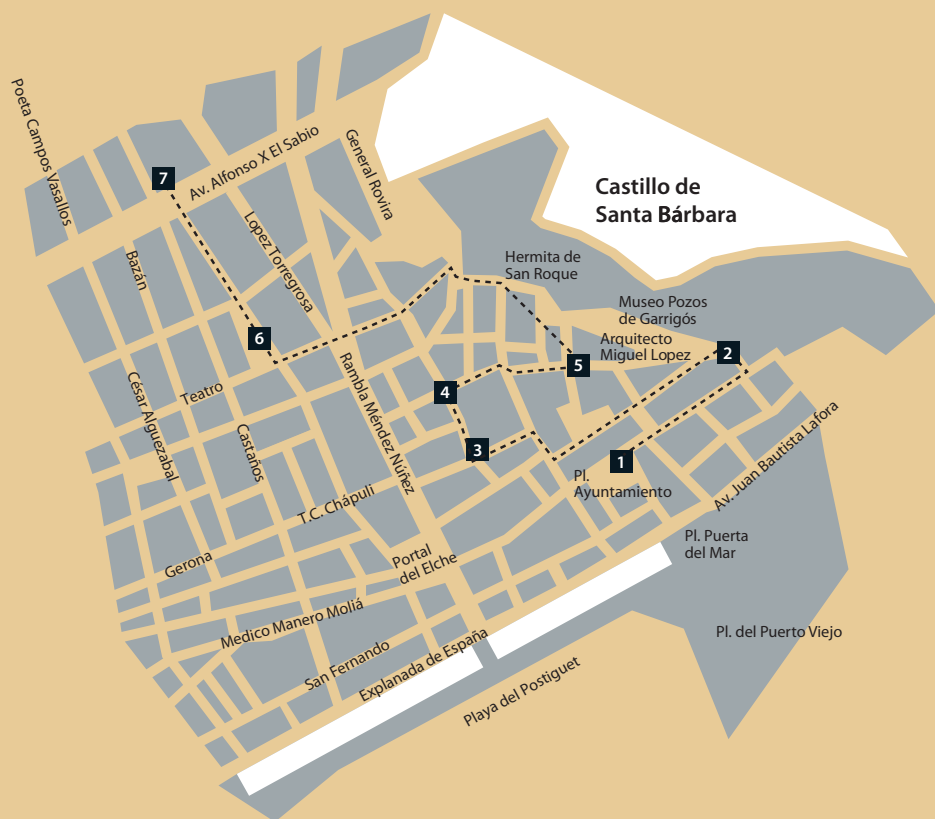 Poeta Campos Vasallos
7
Av. Alfonso X El Sabio
General Rovira
Castillo de
Santa Bárbara
Lopez Torregrosa
Bazán
Hermita de
San Roque
Museo Pozos
de Garrigós
Arquitecto
Miguel Lopez
2
6
5
Rambla Méndez Núñez
Teatro
4
César Alguezabal
Castaños
3
1
Av. Juan Bautista Lafora
Pl.
Ayuntamiento
T.C. Chápuli
Pl. Puerta
del Mar
Gerona
Portal
del Elche
Medico Manero Moliá
Pl. del Puerto Viejo
San Fernando
Explanada de España
Playa del Postiguet